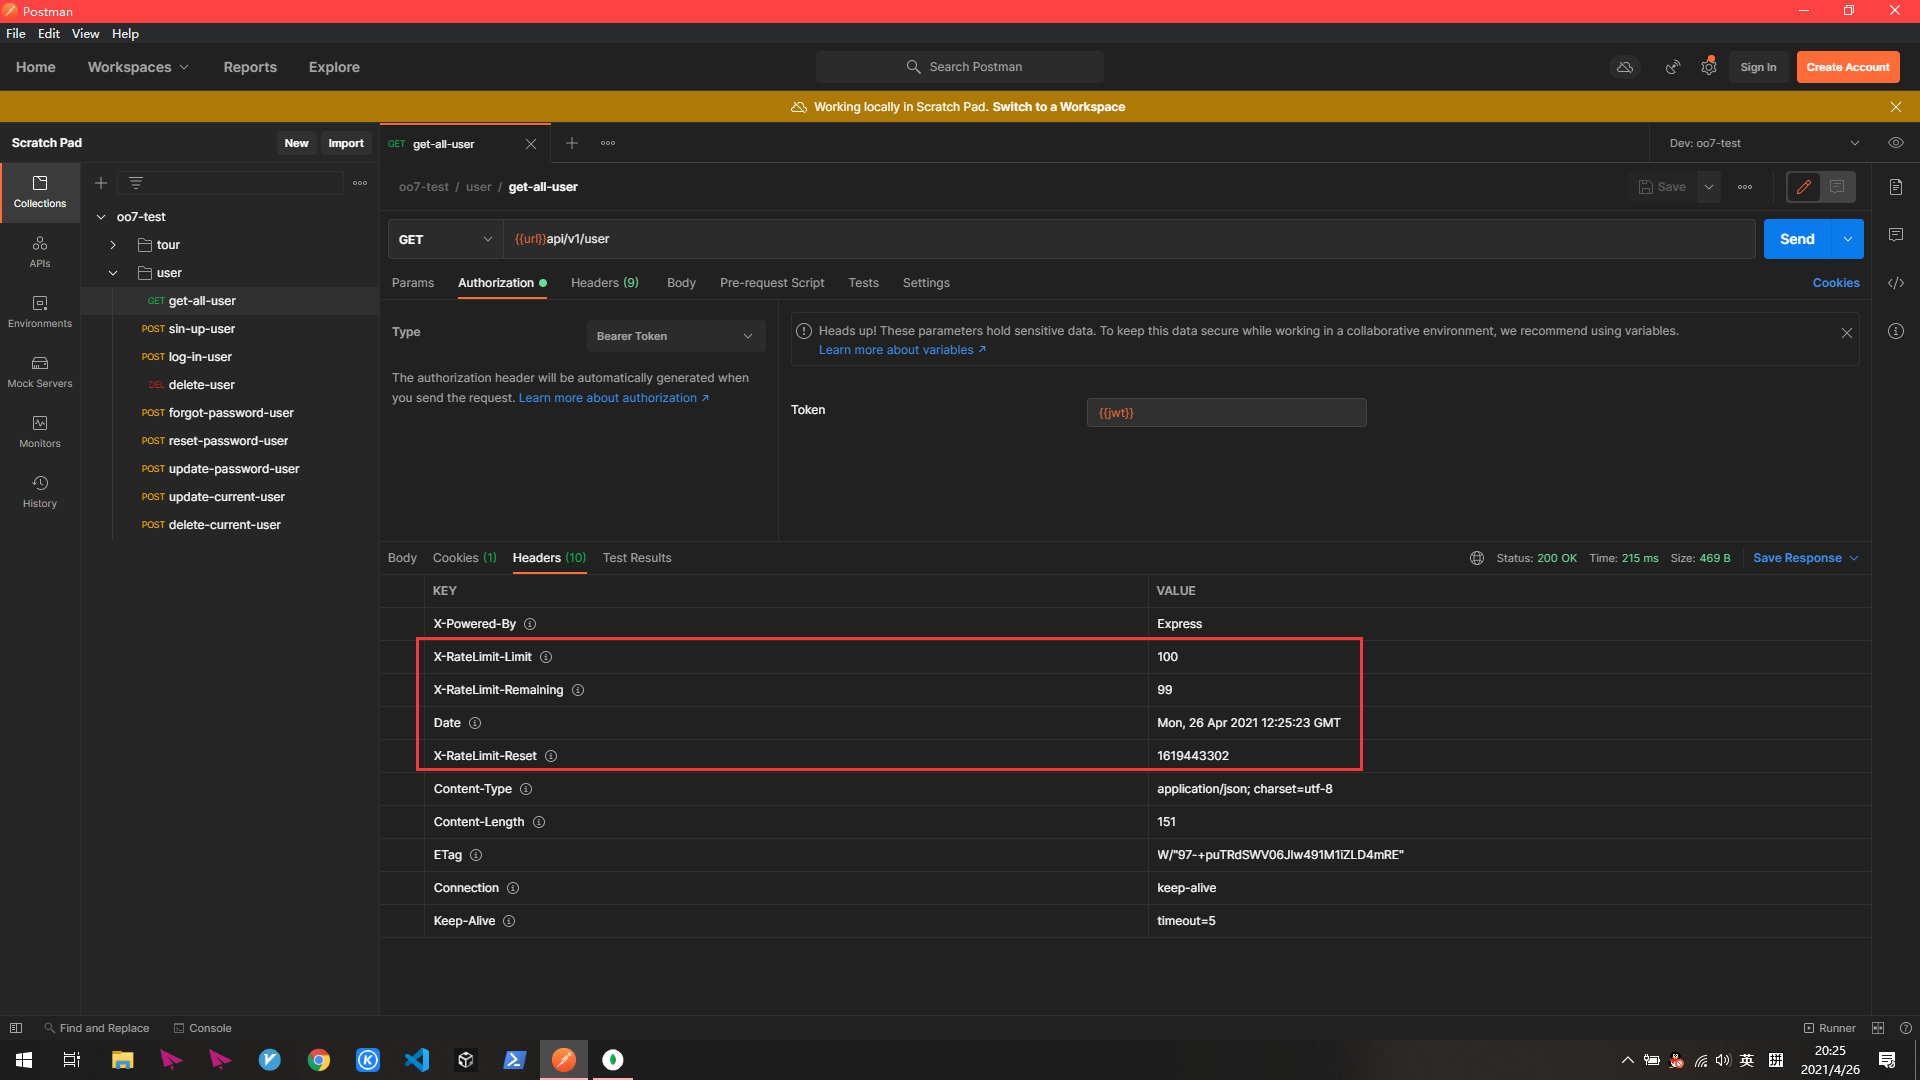 Postman
File Edit View Help
Home Workspaces Reports Explore
Search Postman
Sign In
Create Account
Working locally in Scratch Pad. Switch to a Workspace
Scratch Pad
New
Import
GET get-all-user
Dev: oo7-test
Collections
APIs
Environments
Mock Servers
Monitors
History
oo7-test
tour
user
GET get-all-user
POST sin-up-user
POST log-in-user
DEL delete-user
POST forgot-password-user
POST reset-password-user
POST update-password-user
POST update-current-user
POST delete-current-user
oo7-test / user / get-all-user
Save
GET
{{url}}api/v1/user
Send
Params Authorization Headers (9) Body Pre-request Script Tests Settings
Cookies
Type
Bearer Token
The authorization header will be automatically generated when
you send the request. Learn more about authorization ↗
Heads up! These parameters hold sensitive data. To keep this data secure while working in a collaborative environment, we recommend using variables.
Learn more about variables ↗
Token
{{jwt}}
Body Cookies (1) Headers (10) Test Results
Status: 200 OK Time: 215 ms Size: 469 B
Save Response
KEY VALUE
X-Powered-By Express
X-RateLimit-Limit 100
X-RateLimit-Remaining 99
Date Mon, 26 Apr 2021 12:25:23 GMT
X-RateLimit-Reset 1619443302
Content-Type application/json; charset=utf-8
Content-Length 151
ETag W/"97-+puTRdSWV06JIw491M1iZLD4mRE"
Connection keep-alive
Keep-Alive timeout=5
Find and Replace Console
Runner
英
拼
20:25
2021/4/26